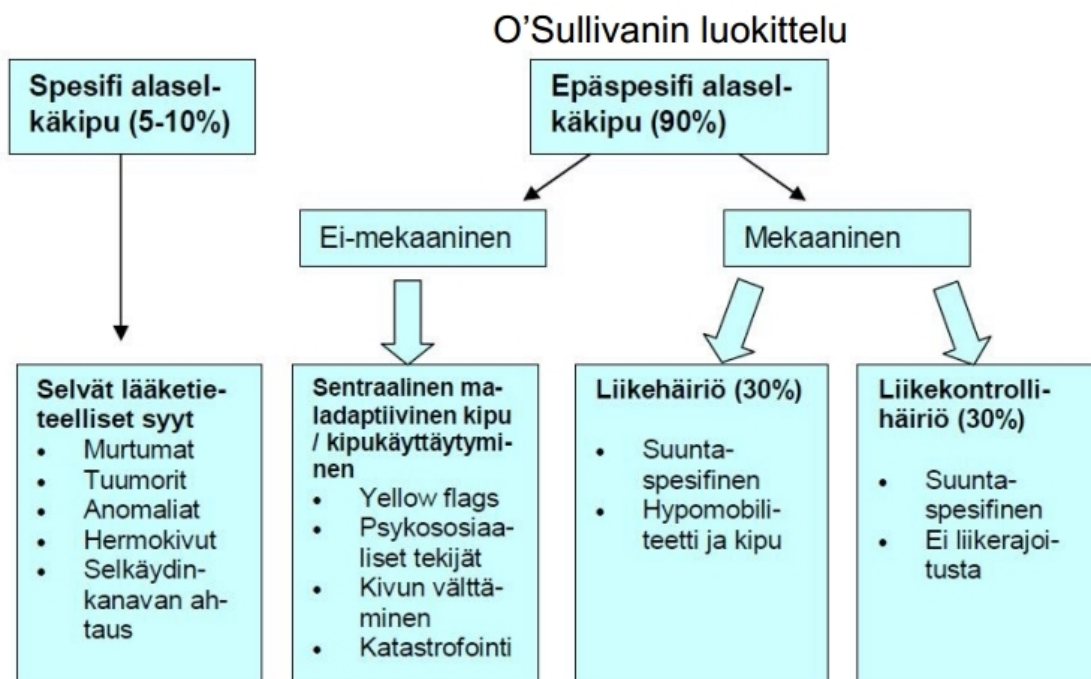 O'Sullivanin luokittelu
Spesifi alasel-
käkipu (5-10%)
Epäspesifi alasel-
käkipu (90%)
Ei-mekaaninen
Mekaaninen
Selvät lääketie-
teelliset syyt
• Murtumat
• Tuumorit
• Anomaliat
• Hermokivut
• Selkäydin-
kanavan ah-
taus
Sentraalinen ma-
ladaptiivinen kipu
/ kipukäyttäytymi
nen
• Yellow flags
• Psykososiaa-
liset tekijät
• Kivun välttä-
minen
• Katastrofointi
Liikehäiriö (30%)
• Suunta-
spesifinen
• Hypomobili-
teetti ja kipu
Liikekontrolli-
häiriö (30%)
• Suunta-
spesifinen
• Ei liikerajoi-
tusta